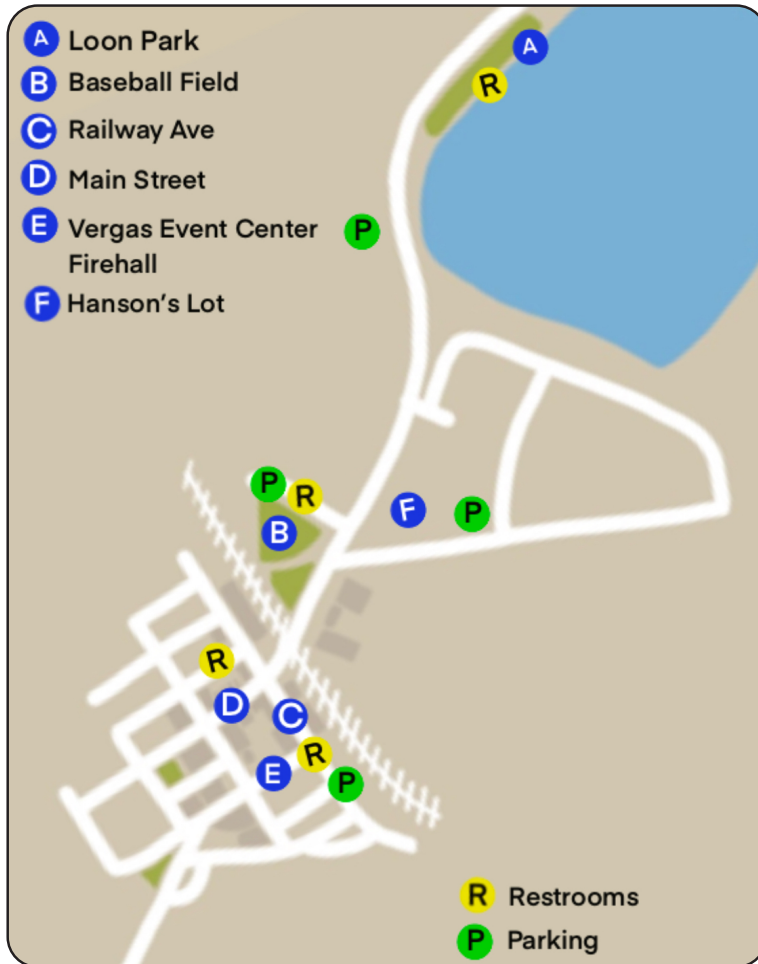 A Loon Park
B Baseball Field
C Railway Ave
D Main Street
E Vergas Event Center
Firehall
F Hanson's Lot
A
R
P
P
R
F
P
B
R
D
C
R
E
P
R Restrooms
P Parking